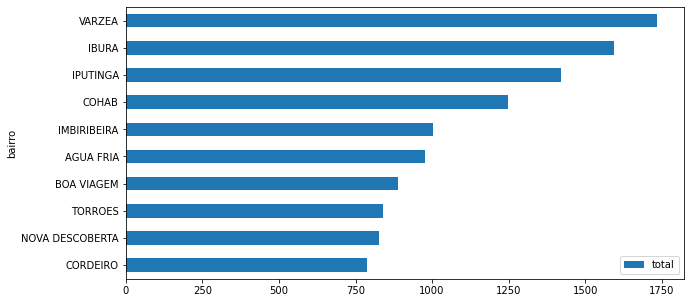 VARZEA
IBURA
IPUTINGA
COHAB
IMBIRIBEIRA
AGUA FRIA
BOA VIAGEM
TORROES
NOVA DESCOBERTA
CORDEIRO
bairro
total
0 250 500 750 1000 1250 1500 1750